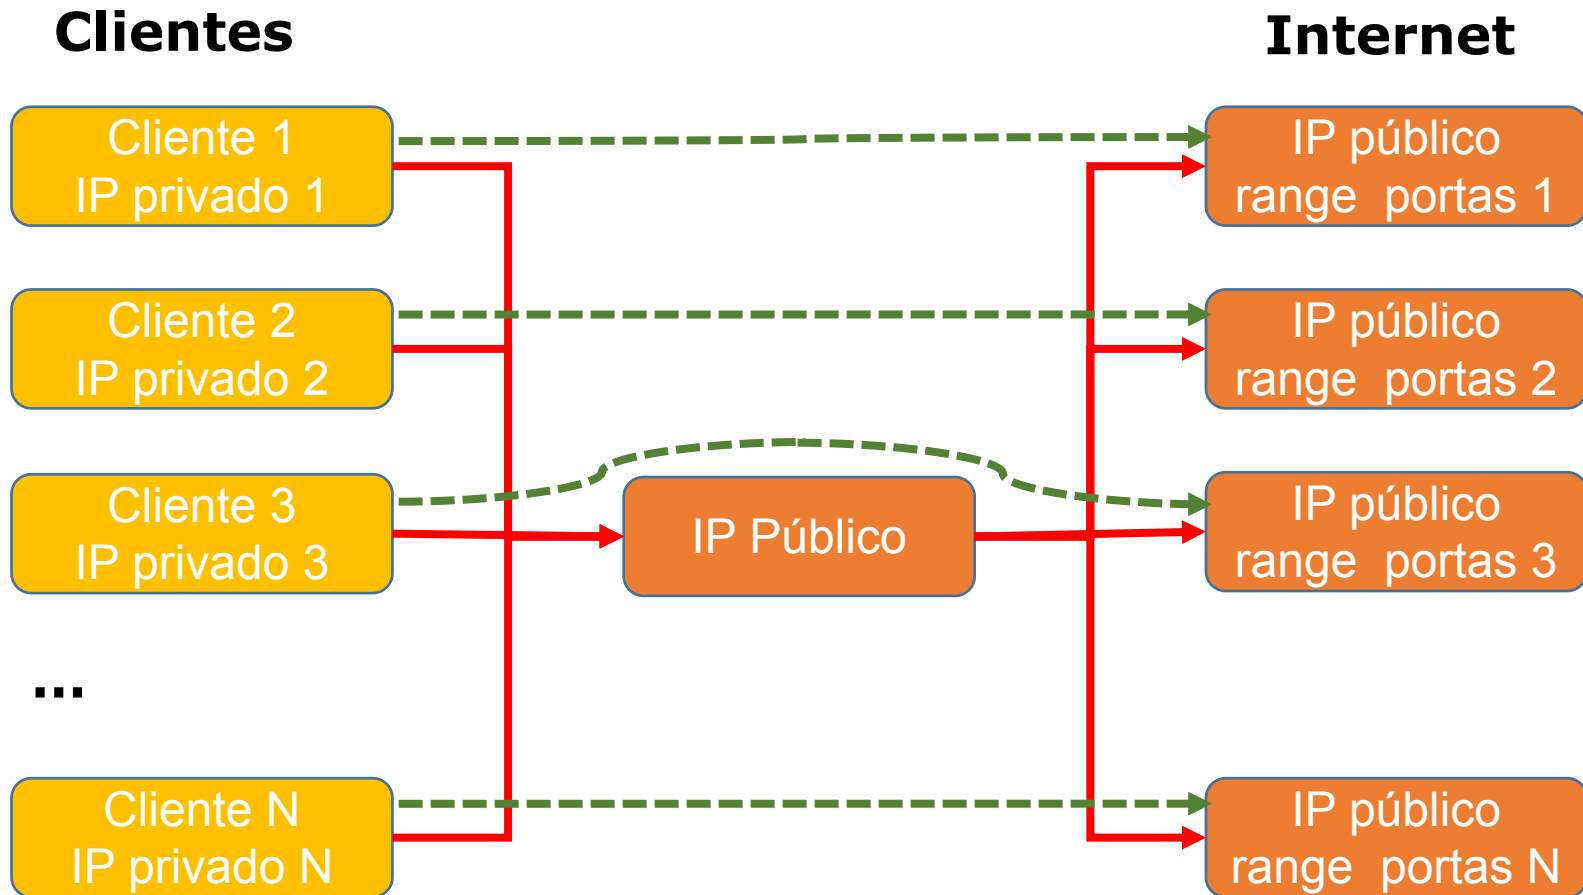 Clientes
Internet
Cliente 1
IP privado 1
IP público
range portas 1
Cliente 2
IP privado 2
IP público
range portas 2
Cliente 3
IP privado 3
IP Público
IP público
range portas 3
...
Cliente N
IP privado N
IP público
range portas N